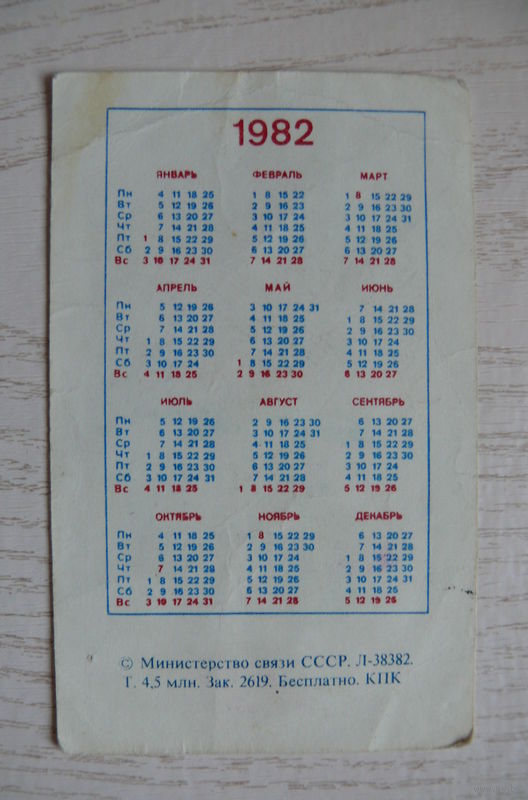 1982
ЯНВАРЬ ФЕВРАЛЬ МАРТ
Пн 4 11 18 25 1 8 15 22 1 8 15 22 29
Вт 5 12 19 26 2 9 16 23 2 9 16 23 30
Ср 6 13 20 27 3 10 17 24 3 10 17 24 31
Чт 7 14 21 28 4 11 18 25 4 11 18 25
Пт 1 8 15 22 29 5 12 19 26 5 12 19 26
Сб 2 9 16 23 30 6 13 20 27 6 13 20 27
Вс 3 10 17 24 31 7 14 21 28 7 14 21 28
АПРЕЛЬ МАЙ ИЮНЬ
Пн 5 12 19 26 3 10 17 24 31 7 14 21 28
Вт 6 13 20 27 4 11 18 25 1 8 15 22 29
Ср 7 14 21 28 5 12 19 26 2 9 16 23 30
Чт 1 8 15 22 29 6 13 20 27 3 10 17 24
Пт 2 9 16 23 30 7 14 21 28 4 11 18 25
Сб 3 10 17 24 1 8 15 22 29 5 12 19 26
Вс 4 11 18 25 2 9 16 23 30 6 13 20 27
ИЮЛЬ АВГУСТ СЕНТЯБРЬ
Пн 5 12 19 26 2 9 16 23 30 6 13 20 27
Вт 6 13 20 27 3 10 17 24 31 7 14 21 28
Ср 7 14 21 28 4 11 18 25 1 8 15 22 29
Чт 1 8 15 22 29 5 12 19 26 2 9 16 23 30
Пт 2 9 16 23 30 6 13 20 27 3 10 17 24
Сб 3 10 17 24 31 7 14 21 28 4 11 18 25
Вс 4 11 18 25 1 8 15 22 29 5 12 19 26
ОКТЯБРЬ НОЯБРЬ ДЕКАБРЬ
Пн 4 11 18 25 1 8 15 22 29 6 13 20 27
Вт 5 12 19 26 2 9 16 23 30 7 14 21 28
Ср 6 13 20 27 3 10 17 24 1 8 15 22 29
Чт 7 14 21 28 4 11 18 25 2 9 16 23 30
Пт 1 8 15 22 29 5 12 19 26 3 10 17 24 31
Сб 2 9 16 23 30 6 13 20 27 4 11 18 25
Вс 3 10 17 24 31 7 14 21 28 5 12 19 26
© Министерство связи СССР. Л-38382.
Т. 4,5 млн. Зак. 2619. Бесплатно. КПК